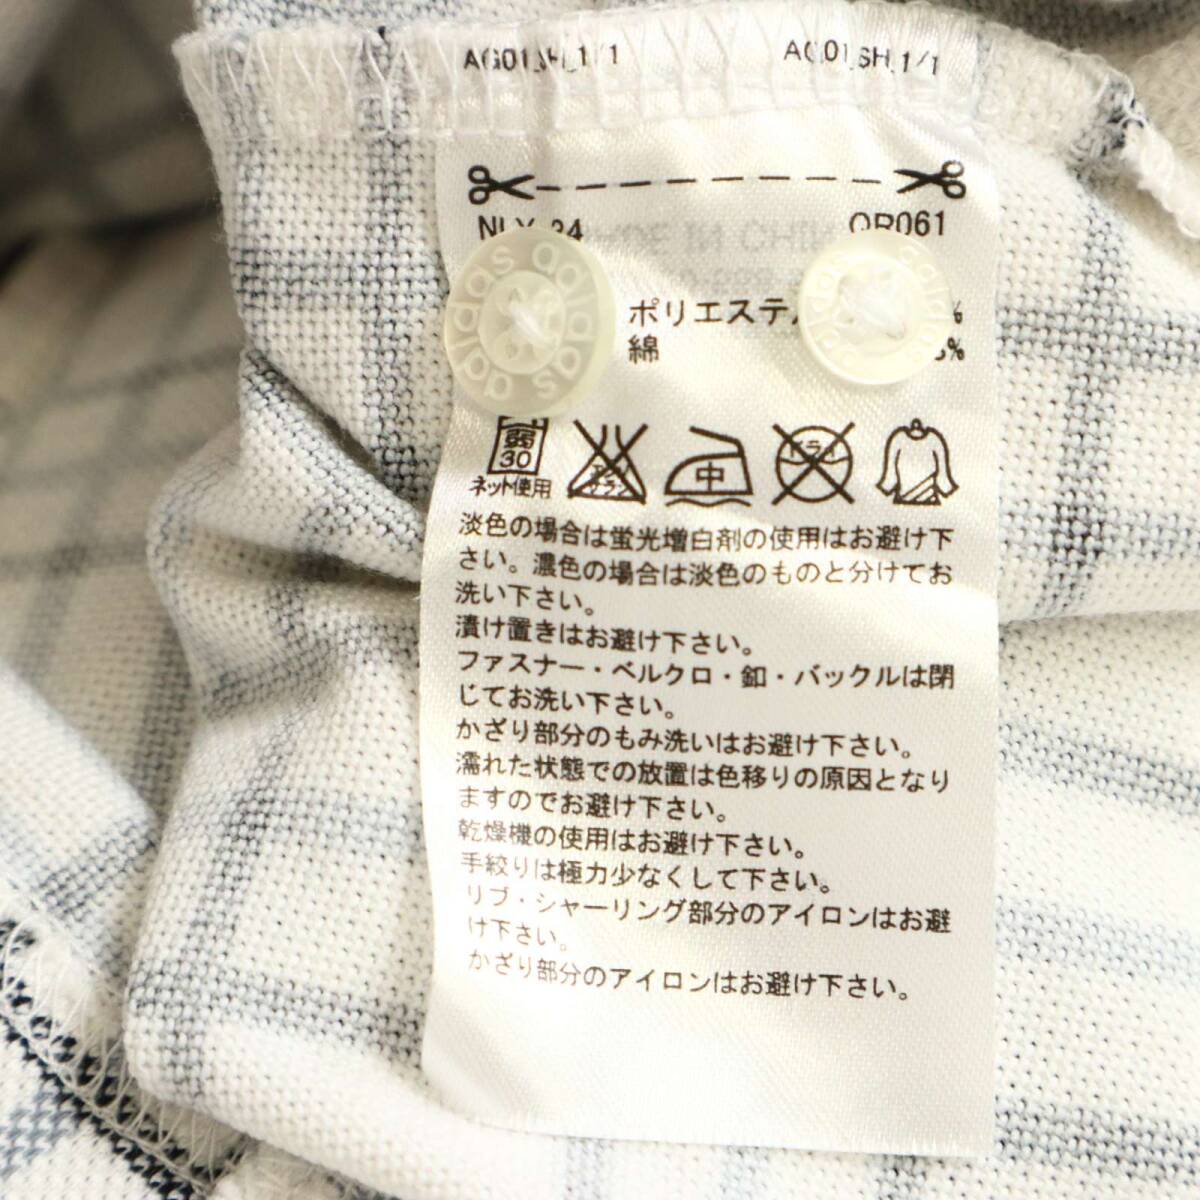 AG01_SH_1/1 AG01_SH_1/1
QR061
adidas adidas
ポリエステル %
綿 %
弱
30
中
ネット使用
淡色の場合は蛍光増白剤の使用はお避け下
さい。濃色の場合は淡色のものと分けてお
洗い下さい。
漬け置きはお避け下さい。
ファスナー・ベルクロ・釦・バックルは閉
じてお洗い下さい。
かざり部分のもみ洗いはお避け下さい。
濡れた状態での放置は色移りの原因となり
ますのでお避け下さい。
乾燥機の使用はお避け下さい。
手絞りは極力少なくして下さい。
リブ・シャーリング部分のアイロンはお避
け下さい。
かざり部分のアイロンはお避け下さい。